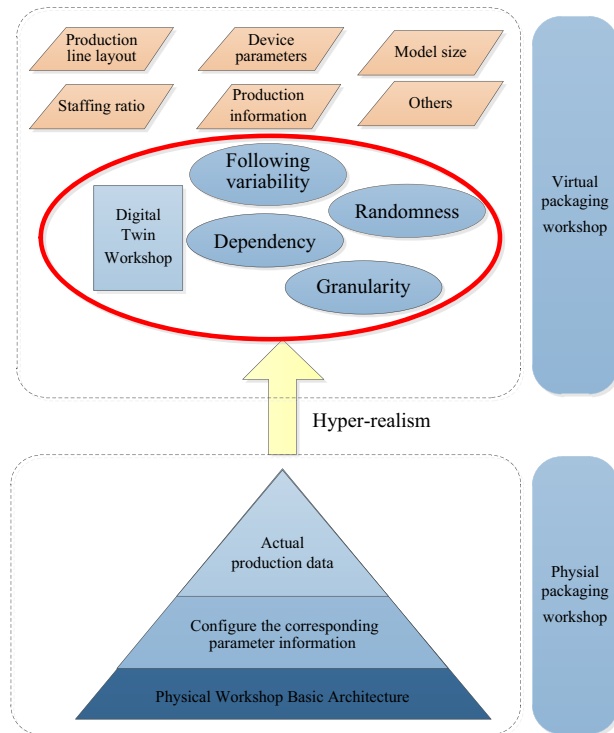 Production
line layout
Device
parameters
Model size
Staffing ratio
Production
information
Others
Following
variability
Digital
Twin
Workshop
Randomness
Dependency
Granularity
Virtual
packaging
workshop
Hyper-realism
Actual
production data
Configure the corresponding
parameter information
Physical Workshop Basic Architecture
Physial
packaging
workshop